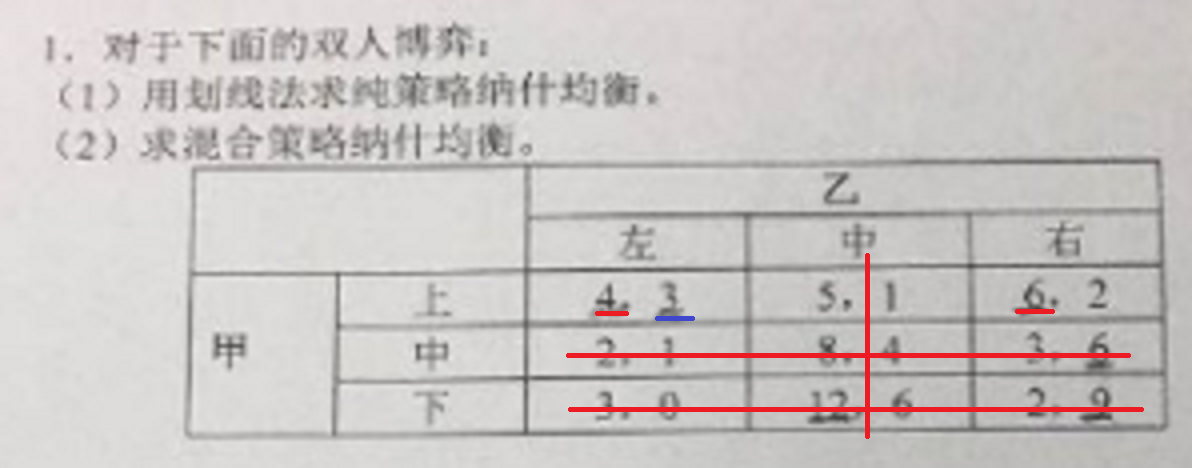 1. 对于下面的双人博弈：
（1）用划线法求纯策略纳什均衡。
（2）求混合策略纳什均衡。
乙
左 中 右
甲
上 4, 3 5, 1 6, 2
中 2, 1 8, 4 3, 6
下 3, 0 12, 6 2, 9